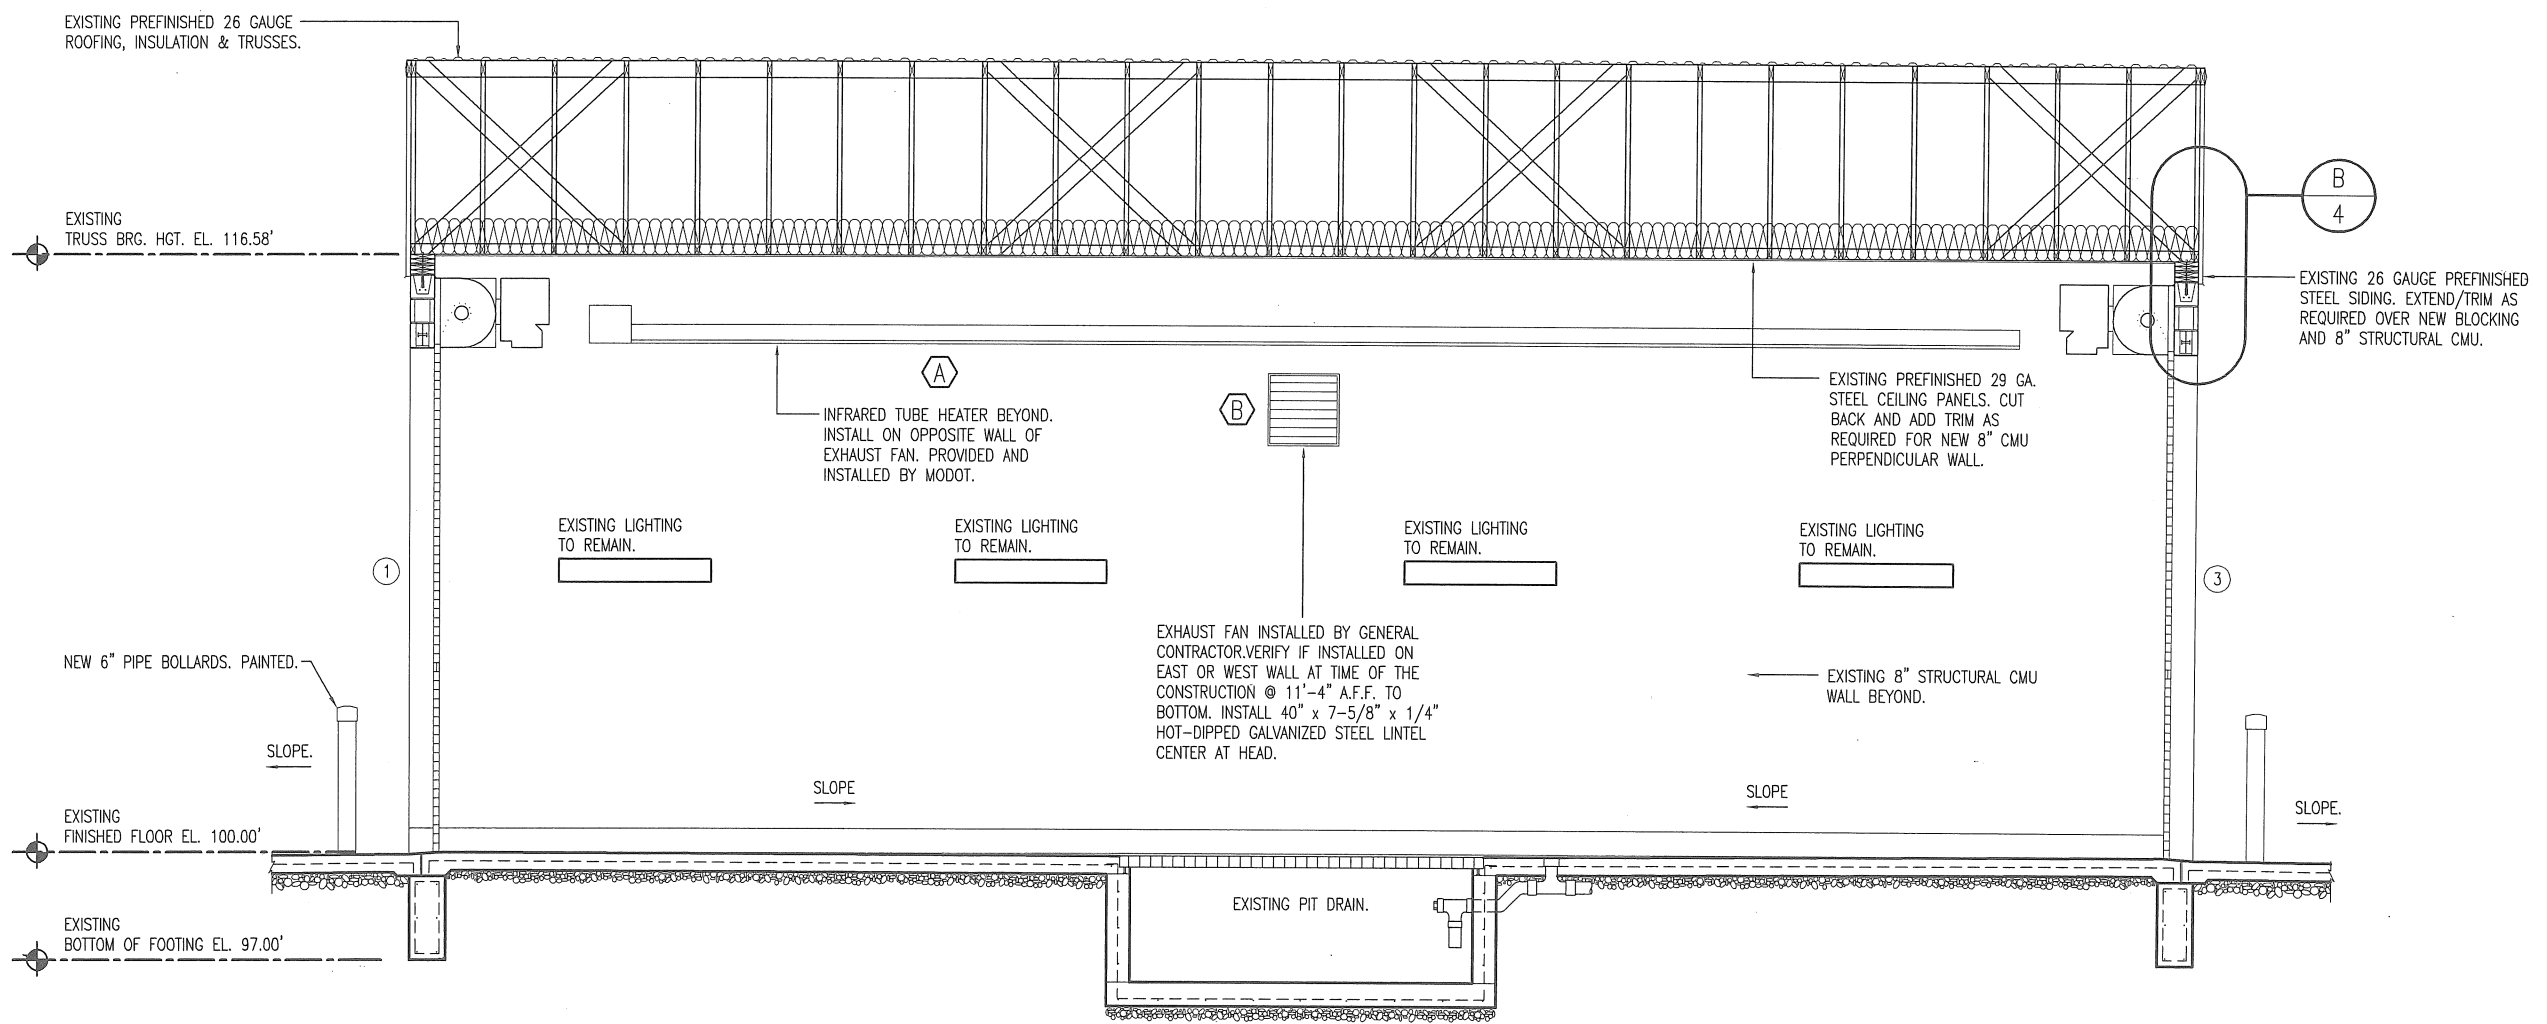 EXISTING PREFINISHED 26 GAUGE
ROOFING, INSULATION & TRUSSES.
EXISTING
TRUSS BRG. HGT. EL. 116.58'
B
4
EXISTING 26 GAUGE PREFINISHED
STEEL SIDING. EXTEND/TRIM AS
REQUIRED OVER NEW BLOCKING
AND 8" STRUCTURAL CMU.
A
INFRARED TUBE HEATER BEYOND.
INSTALL ON OPPOSITE WALL OF
EXHAUST FAN. PROVIDED AND
INSTALLED BY MODOT.
B
EXISTING PREFINISHED 29 GA.
STEEL CEILING PANELS. CUT
BACK AND ADD TRIM AS
REQUIRED FOR NEW 8" CMU
PERPENDICULAR WALL.
EXISTING LIGHTING
TO REMAIN.
EXISTING LIGHTING
TO REMAIN.
EXISTING LIGHTING
TO REMAIN.
EXISTING LIGHTING
TO REMAIN.
1
3
EXHAUST FAN INSTALLED BY GENERAL
CONTRACTOR.VERIFY IF INSTALLED ON
EAST OR WEST WALL AT TIME OF THE
CONSTRUCTION @ 11'-4" A.F.F. TO
BOTTOM. INSTALL 40" x 7-5/8" x 1/4"
HOT-DIPPED GALVANIZED STEEL LINTEL
CENTER AT HEAD.
NEW 6" PIPE BOLLARDS. PAINTED.
EXISTING 8" STRUCTURAL CMU
WALL BEYOND.
SLOPE.
SLOPE
SLOPE
SLOPE.
EXISTING
FINISHED FLOOR EL. 100.00'
EXISTING PIT DRAIN.
EXISTING
BOTTOM OF FOOTING EL. 97.00'